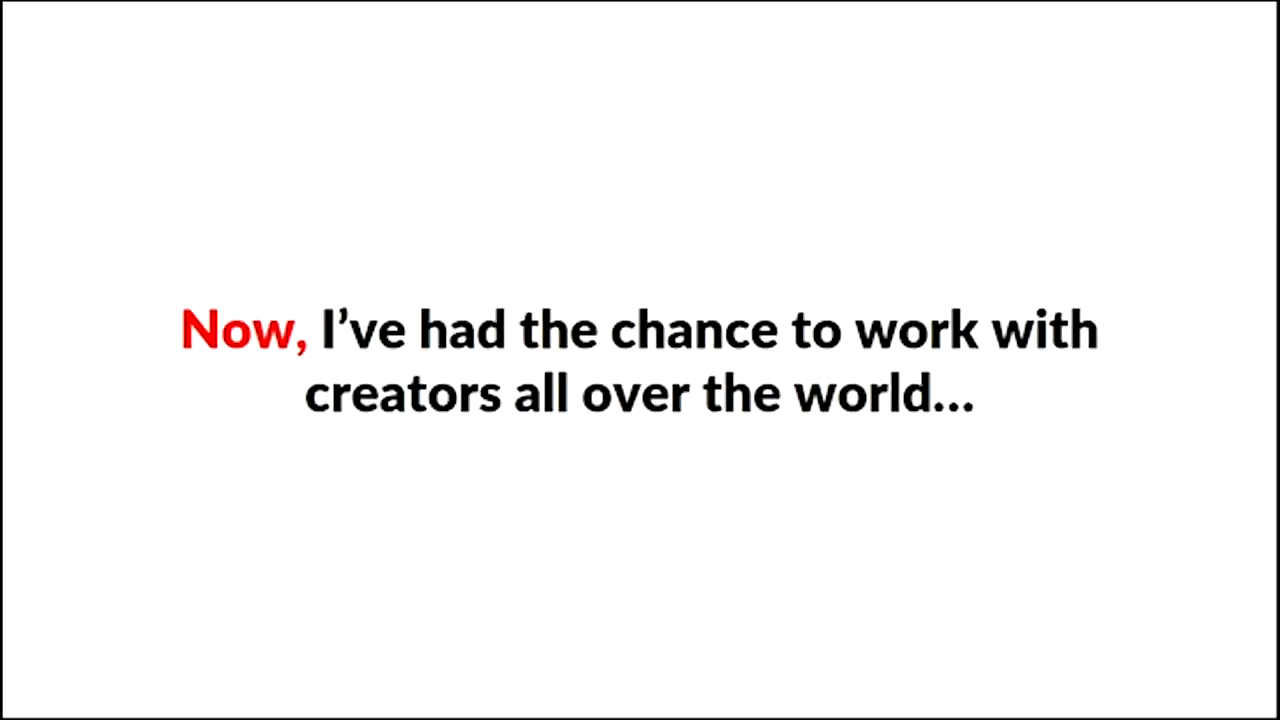 Now, I’ve had the chance to work with
creators all over the world...